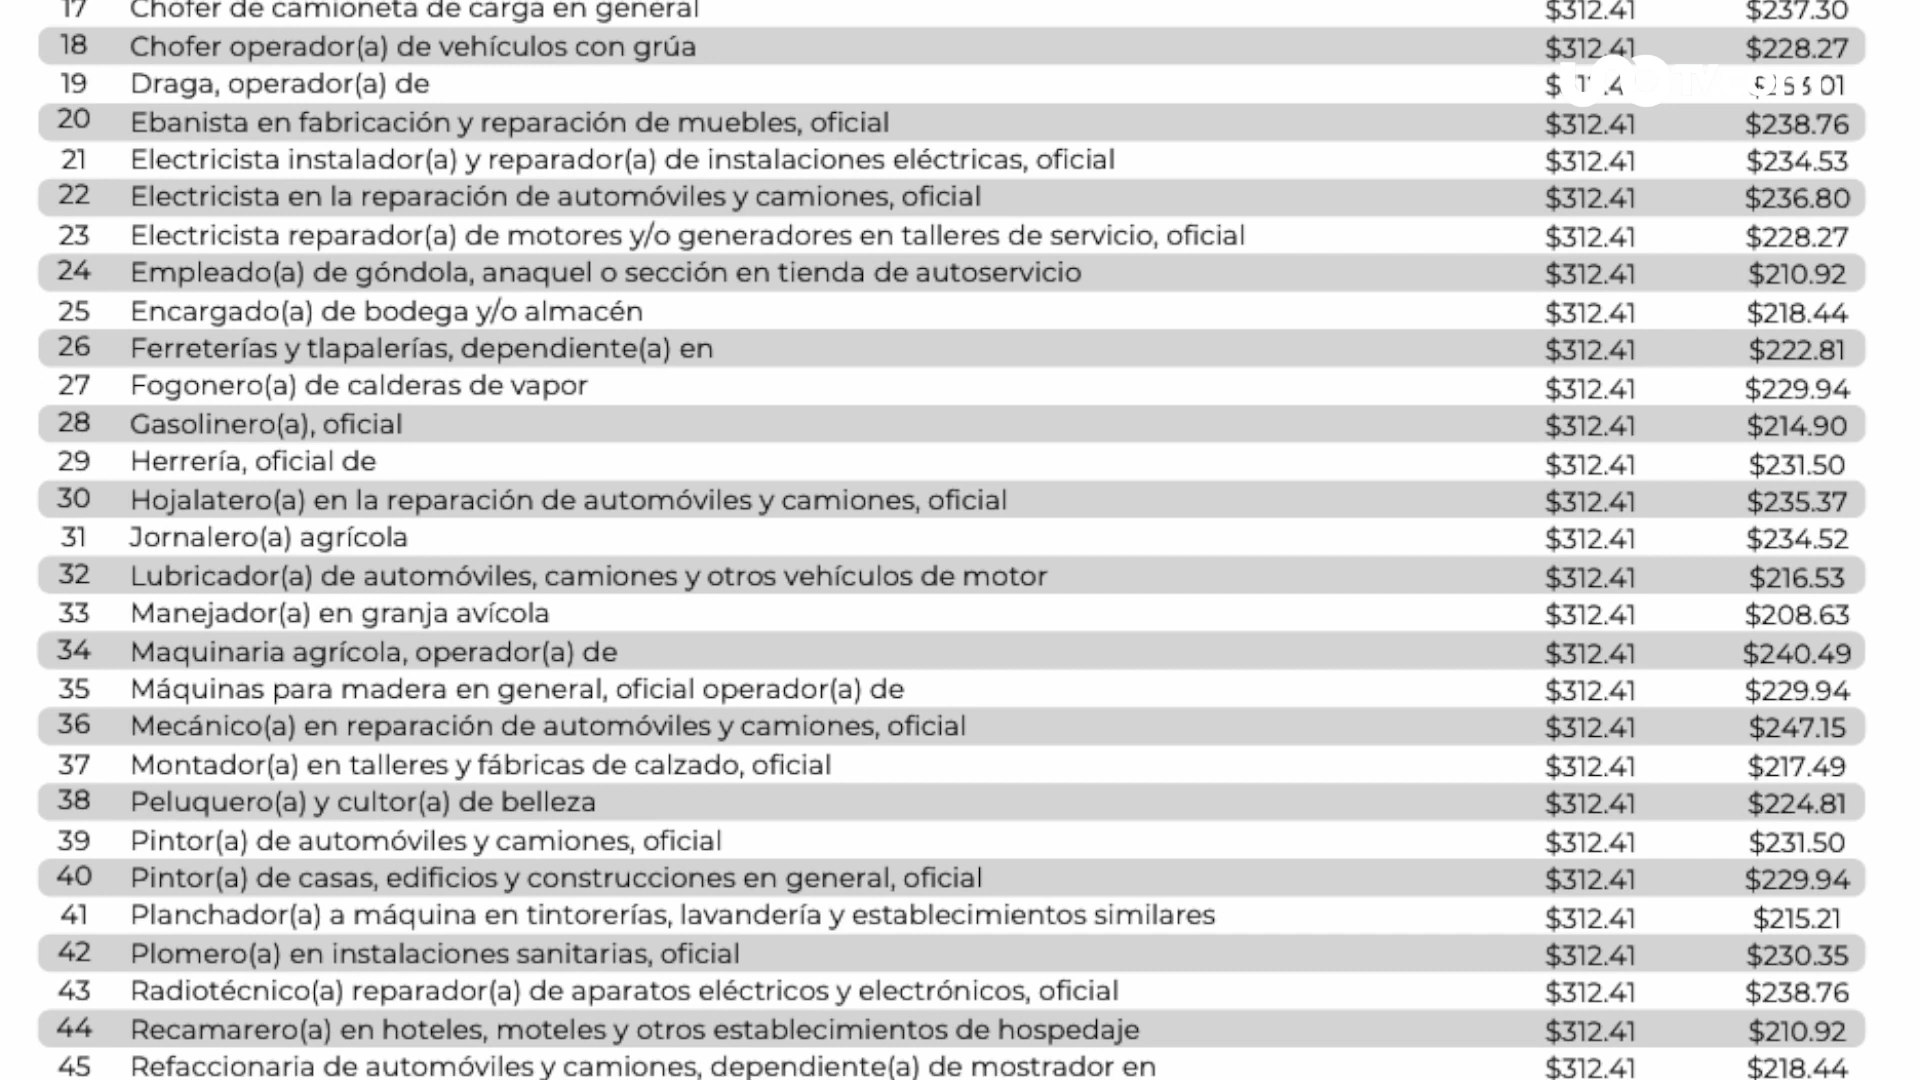 17 Chofer de camioneta de carga en general $312.41 $237.30
18 Chofer operador(a) de vehículos con grúa $312.41 $228.27
19 Draga, operador(a) de
20 Ebanista en fabricación y reparación de muebles, oficial $312.41 $238.76
21 Electricista instalador(a) y reparador(a) de instalaciones eléctricas, oficial $312.41 $234.53
22 Electricista en la reparación de automóviles y camiones, oficial $312.41 $236.80
23 Electricista reparador(a) de motores y/o generadores en talleres de servicio, oficial $312.41 $228.27
24 Empleado(a) de góndola, anaquel o sección en tienda de autoservicio $312.41 $210.92
25 Encargado(a) de bodega y/o almacén $312.41 $218.44
26 Ferreterías y tlapalerías, dependiente(a) en $312.41 $222.81
27 Fogonero(a) de calderas de vapor $312.41 $229.94
28 Gasolinero(a), oficial $312.41 $214.90
29 Herrería, oficial de $312.41 $231.50
30 Hojalatero(a) en la reparación de automóviles y camiones, oficial $312.41 $235.37
31 Jornalero(a) agrícola $312.41 $234.52
32 Lubricador(a) de automóviles, camiones y otros vehículos de motor $312.41 $216.53
33 Manejador(a) en granja avícola $312.41 $208.63
34 Maquinaria agrícola, operador(a) de $312.41 $240.49
35 Máquinas para madera en general, oficial operador(a) de $312.41 $229.94
36 Mecánico(a) en reparación de automóviles y camiones, oficial $312.41 $247.15
37 Montador(a) en talleres y fábricas de calzado, oficial $312.41 $217.49
38 Peluquero(a) y cultor(a) de belleza $312.41 $224.81
39 Pintor(a) de automóviles y camiones, oficial $312.41 $231.50
40 Pintor(a) de casas, edificios y construcciones en general, oficial $312.41 $229.94
41 Planchador(a) a máquina en tintorerías, lavandería y establecimientos similares $312.41 $215.21
42 Plomero(a) en instalaciones sanitarias, oficial $312.41 $230.35
43 Radiotécnico(a) reparador(a) de aparatos eléctricos y electrónicos, oficial $312.41 $238.76
44 Recamarero(a) en hoteles, moteles y otros establecimientos de hospedaje $312.41 $210.92
45 Refaccionaria de automóviles y camiones, dependiente(a) de mostrador en $312.41 $218.44